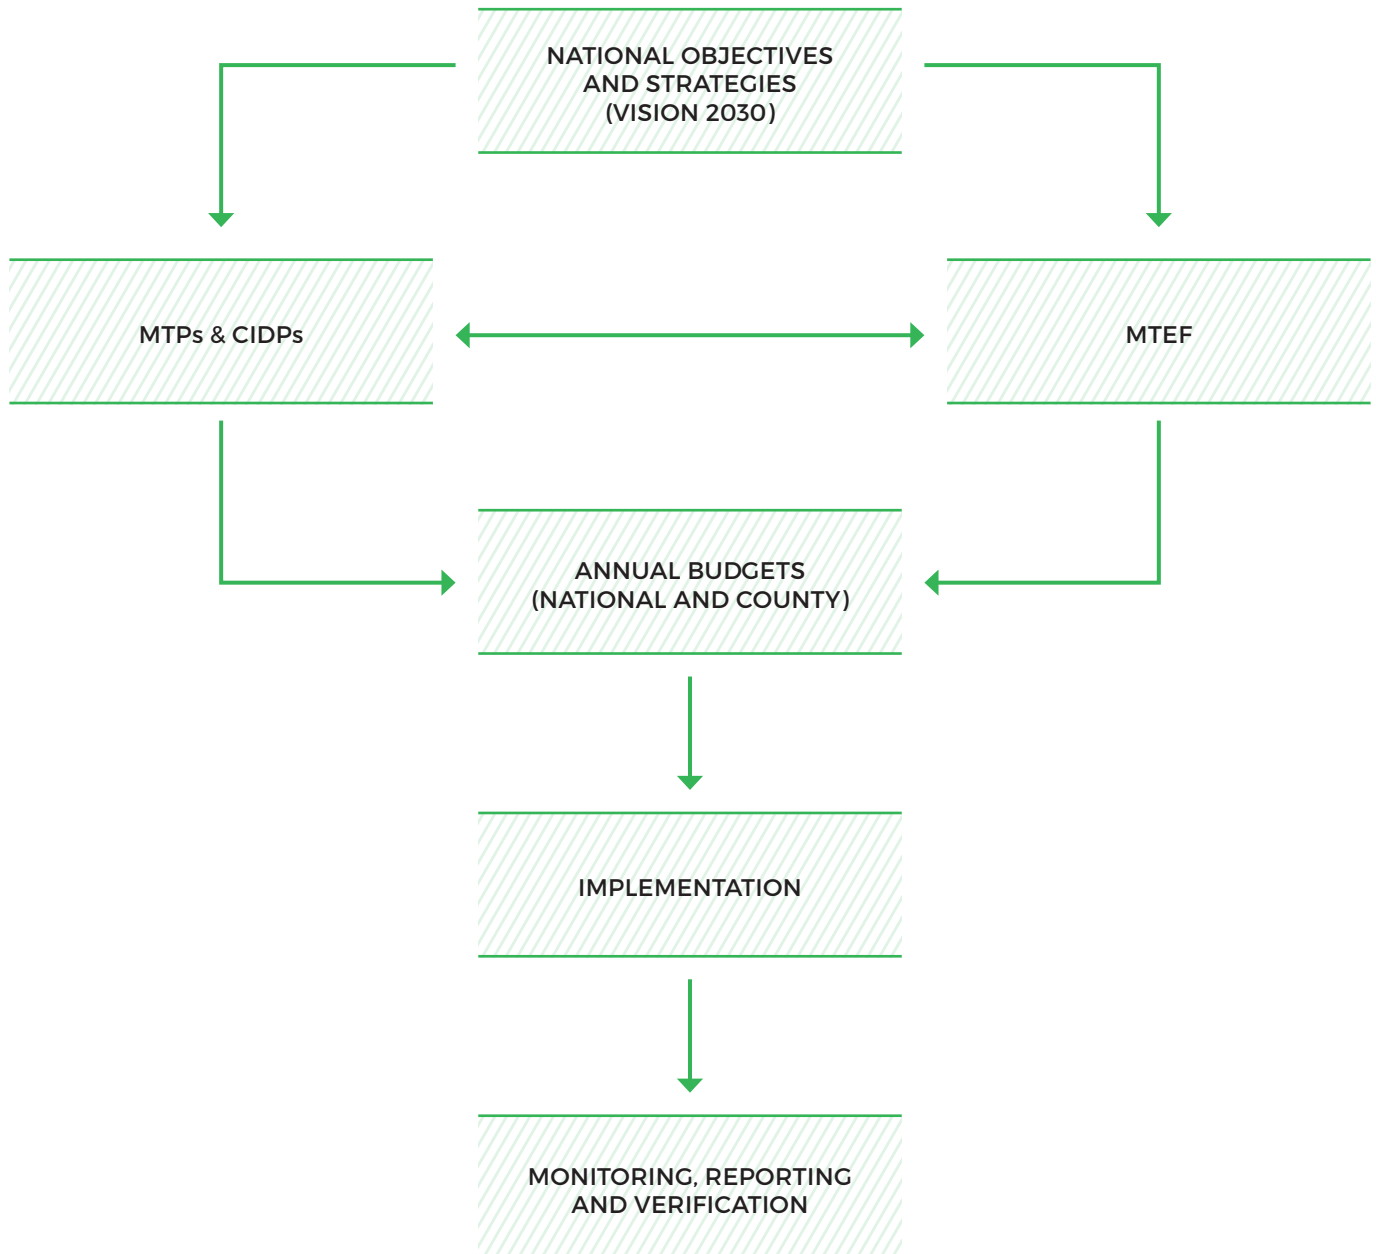 NATIONAL OBJECTIVES
AND STRATEGIES
(VISION 2030)
MTPs & CIDPs
MTEF
ANNUAL BUDGETS
(NATIONAL AND COUNTY)
IMPLEMENTATION
MONITORING, REPORTING
AND VERIFICATION